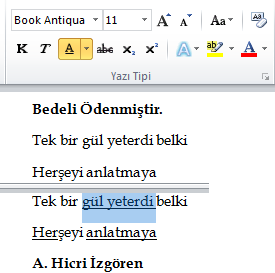 Book Antiqua 11 A A Aa
K T A abc x₂ x² A ab A
Yazı Tipi
Bedeli Ödenmiştir.
Tek bir gül yeterdi belki
Herşeyi anlatmaya
Tek bir gül yeterdi belki
Herşeyi anlatmaya
A. Hicri İzgören